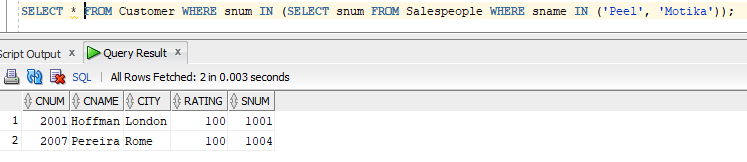 SELECT * FROM Customer WHERE snum IN (SELECT snum FROM Salespeople WHERE sname IN ('Peel', 'Motika'));
Script Output x Query Result x
SQL | All Rows Fetched: 2 in 0.003 seconds
CNUM CNAME CITY RATING SNUM
1 2001 Hoffman London 100 1001
2 2007 Pereira Rome 100 1004